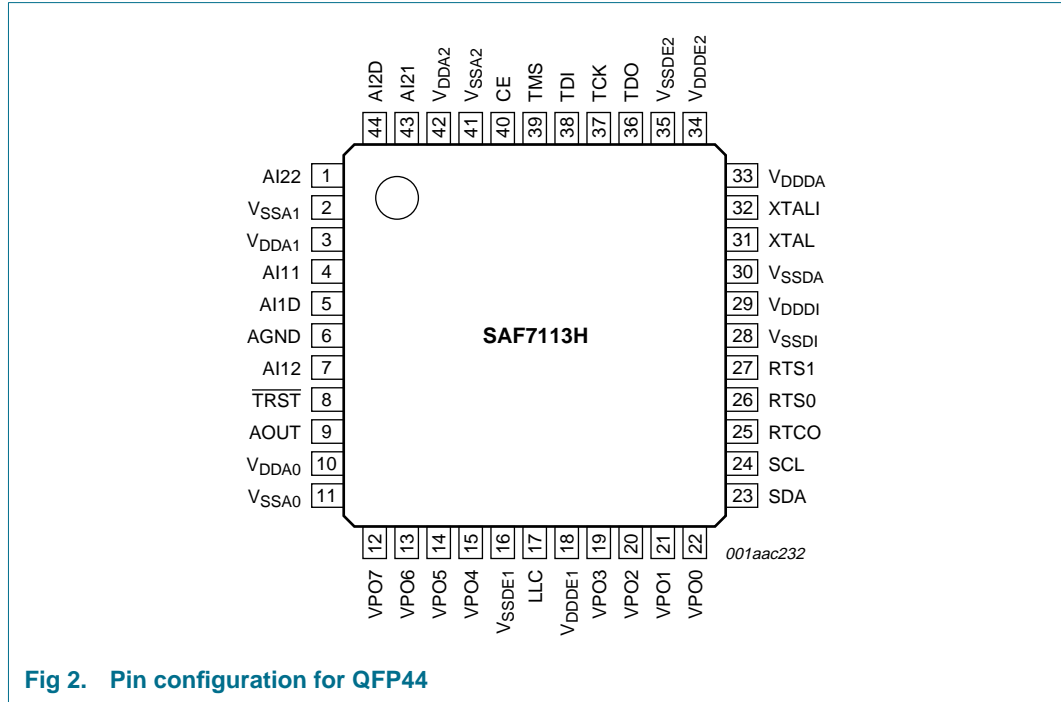 AI2D AI21 VDDA2 VSSA2 CE TMS TDI TCK TDO VSSDE2 VDDDE2
44 43 42 41 40 39 38 37 36 35 34
AI22 1 33 VDDDA
VSSA1 2 32 XTALI
VDDA1 3 31 XTAL
AI11 4 30 VSSDA
AI1D 5 29 VDDDI
AGND 6 SAF7113H 28 VSSDI
AI12 7 27 RTS1
TRST 8 26 RTS0
AOUT 9 25 RTCO
VDDA0 10 24 SCL
VSSA0 11 23 SDA
12 13 14 15 16 17 18 19 20 21 22
001aac232
VPO7 VPO6 VPO5 VPO4 VSSDE1 LLC VDDDE1 VPO3 VPO2 VPO1 VPO0
Fig 2. Pin configuration for QFP44